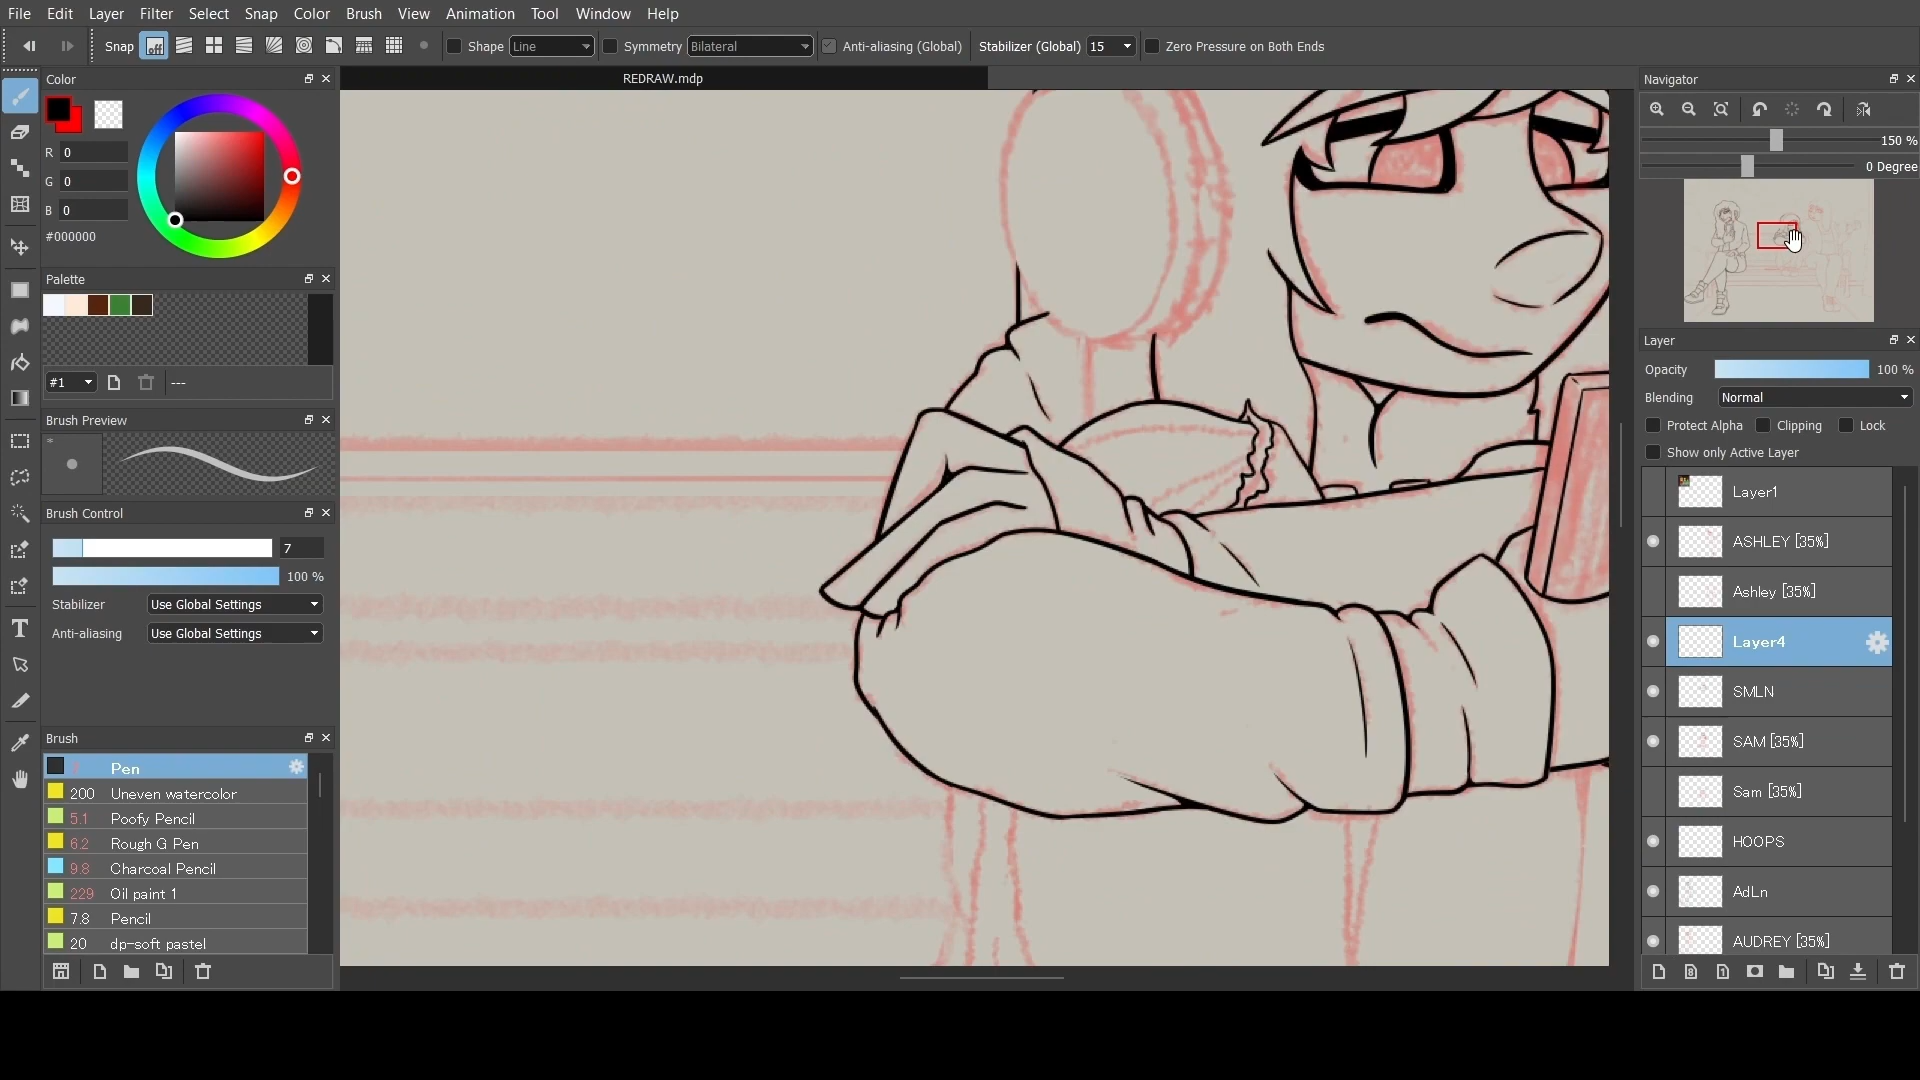 File Edit Layer Filter Select Snap Color Brush View Animation Tool Window Help
Snap off Shape Line Symmetry Bilateral Anti-aliasing (Global) Stabilizer (Global) 15 Zero Pressure on Both Ends
Color
R 0
G 0
B 0
#000000
Palette
#1 ---
Brush Preview
*
Brush Control
7
100 %
Stabilizer Use Global Settings
Anti-aliasing Use Global Settings
Brush
Pen
200 Uneven watercolor
5.1 Poofy Pencil
6.2 Rough G Pen
9.8 Charcoal Pencil
229 Oil paint 1
7.8 Pencil
20 dp-soft pastel
REDRAW.mdp
Navigator
150 %
0 Degree
Layer
Opacity 100 %
Blending Normal
Protect Alpha Clipping Lock
Show only Active Layer
Layer1
ASHLEY [35%]
Ashley [35%]
Layer4
SMLN
SAM [35%]
Sam [35%]
HOOPS
AdLn
AUDREY [35%]
8 1